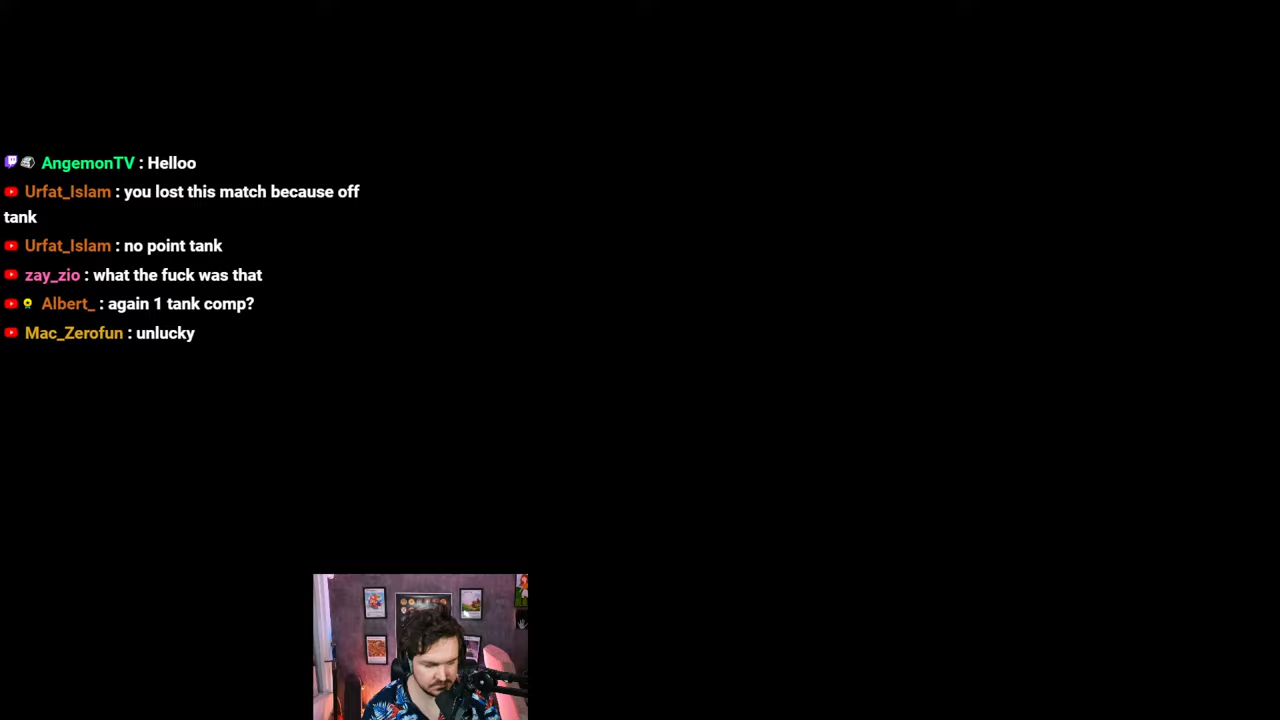 AngemonTV : Helloo
Urfat_Islam : you lost this match because off
tank
Urfat_Islam : no point tank
zay_zio : what the fuck was that
Albert_ : again 1 tank comp?
Mac_Zerofun : unlucky